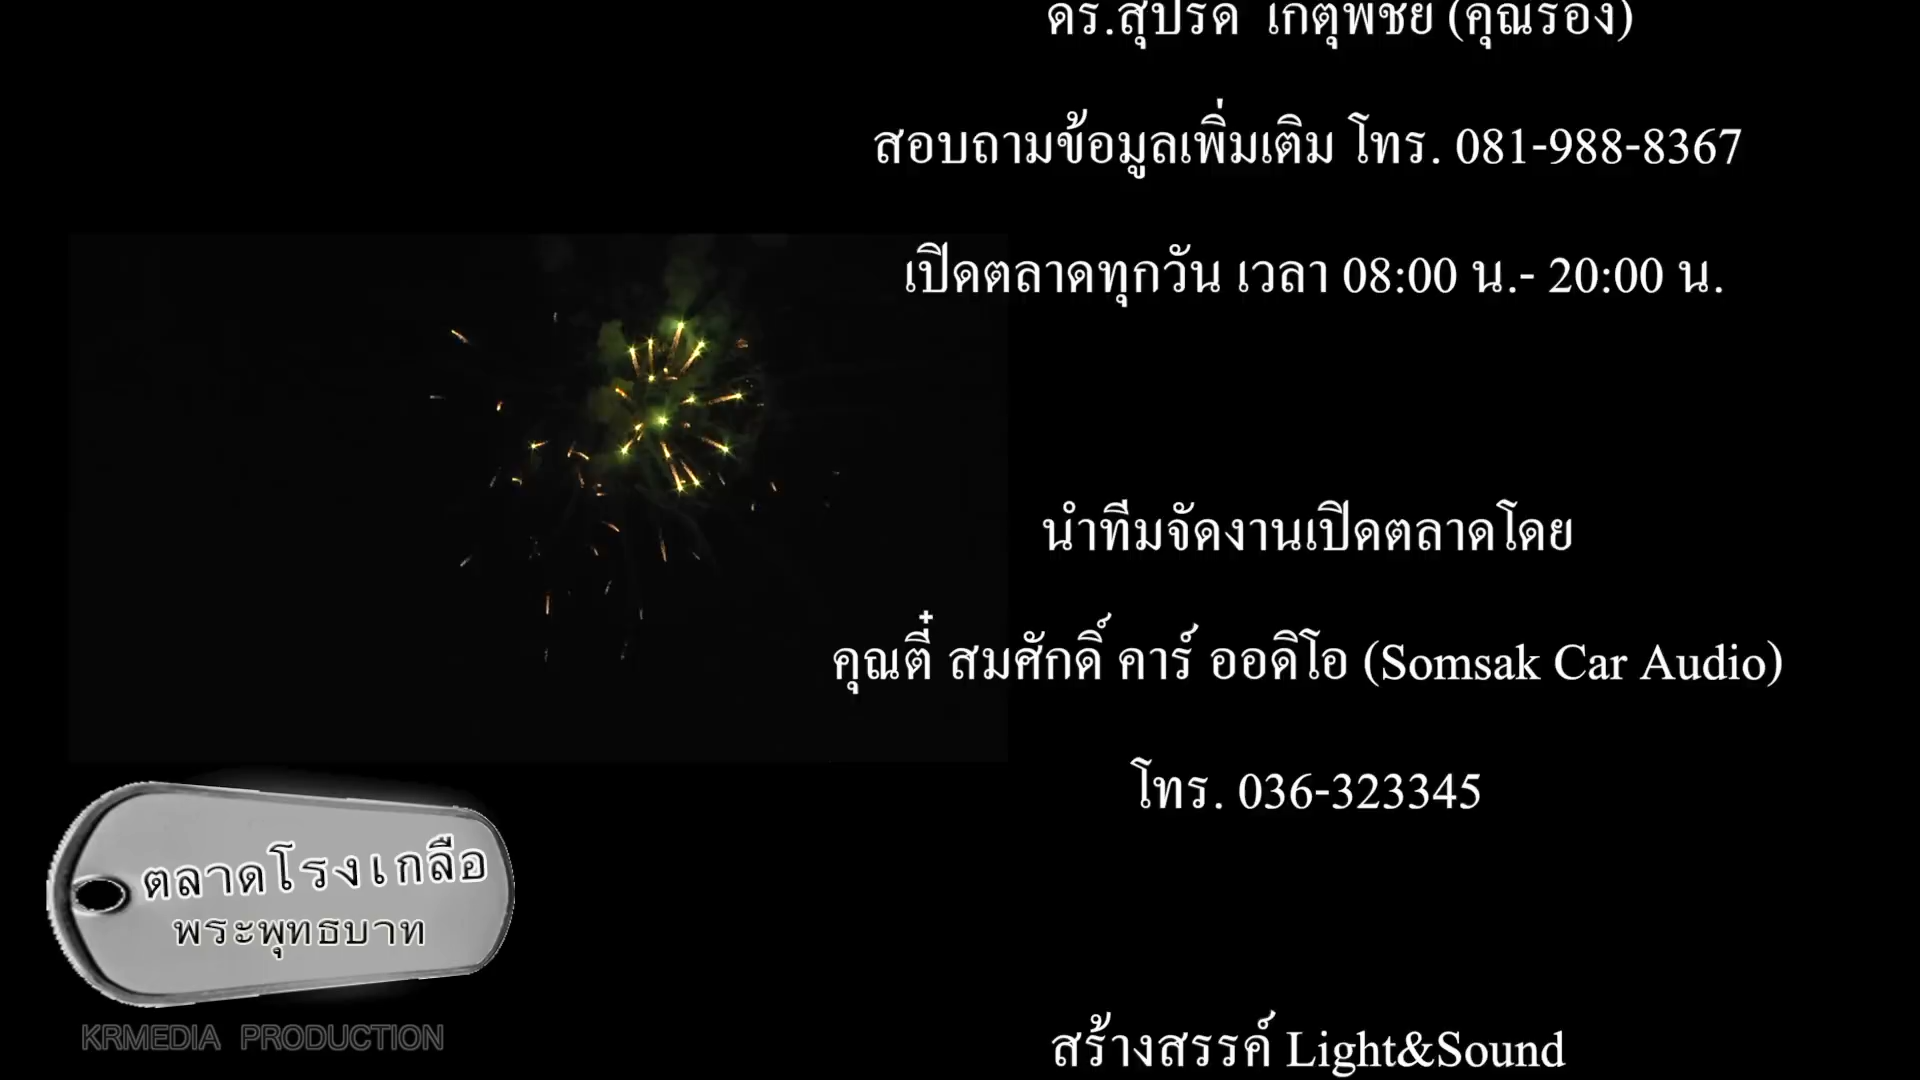 ดร.สุปรีดิ์ เกตุพิชัย (คุณรอง)
สอบถามข้อมูลเพิ่มเติม โทร. 081-988-8367
เปิดตลาดทุกวัน เวลา 08:00 น.- 20:00 น.
นำทีมจัดงานเปิดตลาดโดย
คุณตี๋ สมศักดิ์ คาร์ ออดิโอ (Somsak Car Audio)
โทร. 036-323345
ตลาดโรงเกลือ
พระพุทธบาท
KRMEDIA PRODUCTION
สร้างสรรค์ Light&Sound